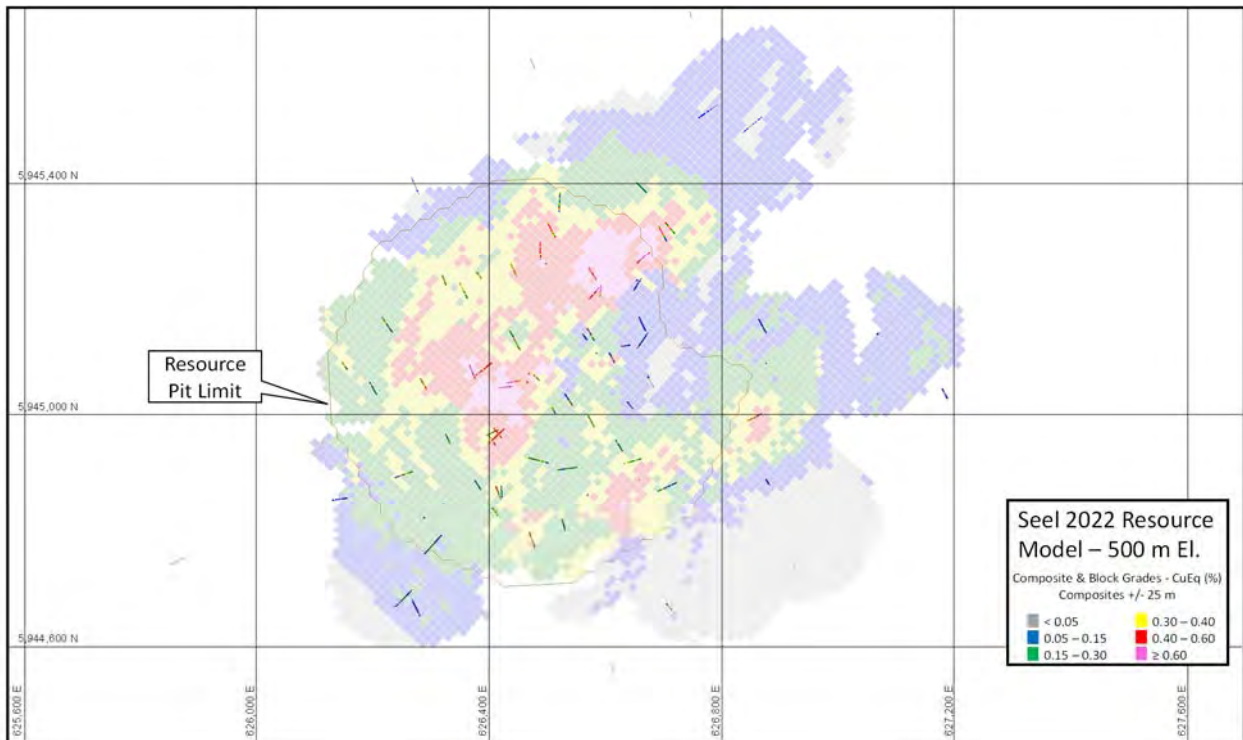 5,945,400 N
Resource
Pit Limit
5,945,000 N
Seel 2022 Resource
Model – 500 m El.
Composite & Block Grades - CuEq (%)
Composites +/- 25 m
< 0.05
0.30 – 0.40
0.05 – 0.15
0.40 – 0.60
0.15 – 0.30
≥ 0.60
5,944,600 N
625,600 E
626,000 E
626,400 E
626,800 E
627,200 E
627,600 E